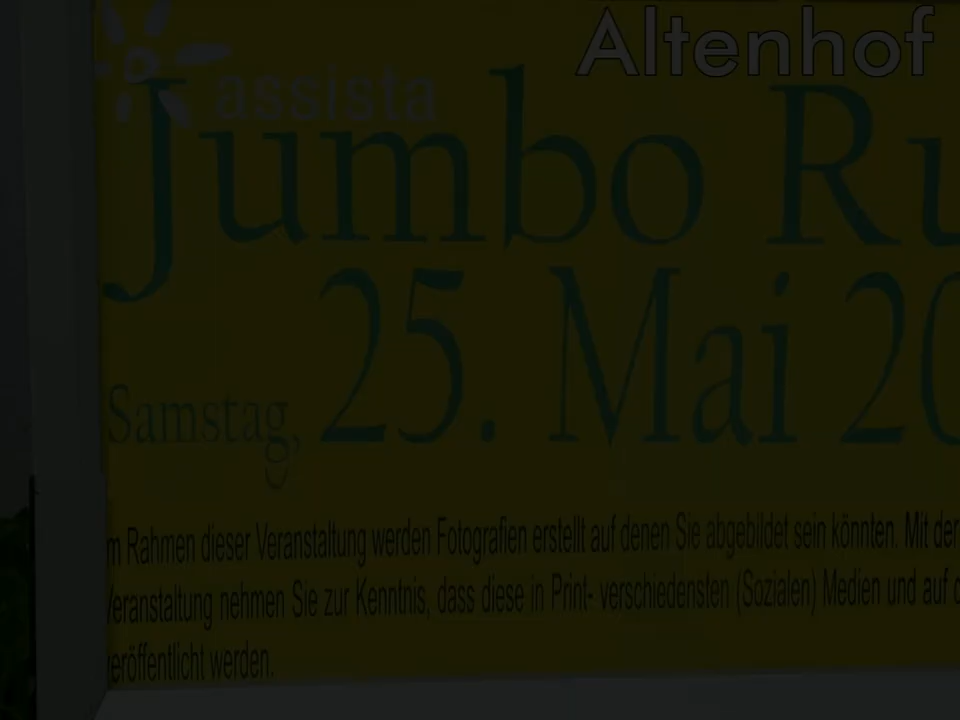 Altenhof
assista
Jumbo Ru
Samstag, 25. Mai 20
m Rahmen dieser Veranstaltung werden Fotografien erstellt auf denen Sie abgebildet sein könnten. Mit der
Veranstaltung nehmen Sie zur Kenntnis, dass diese in Print- verschiedensten (Sozialen) Medien und auf d
veröffentlicht werden.